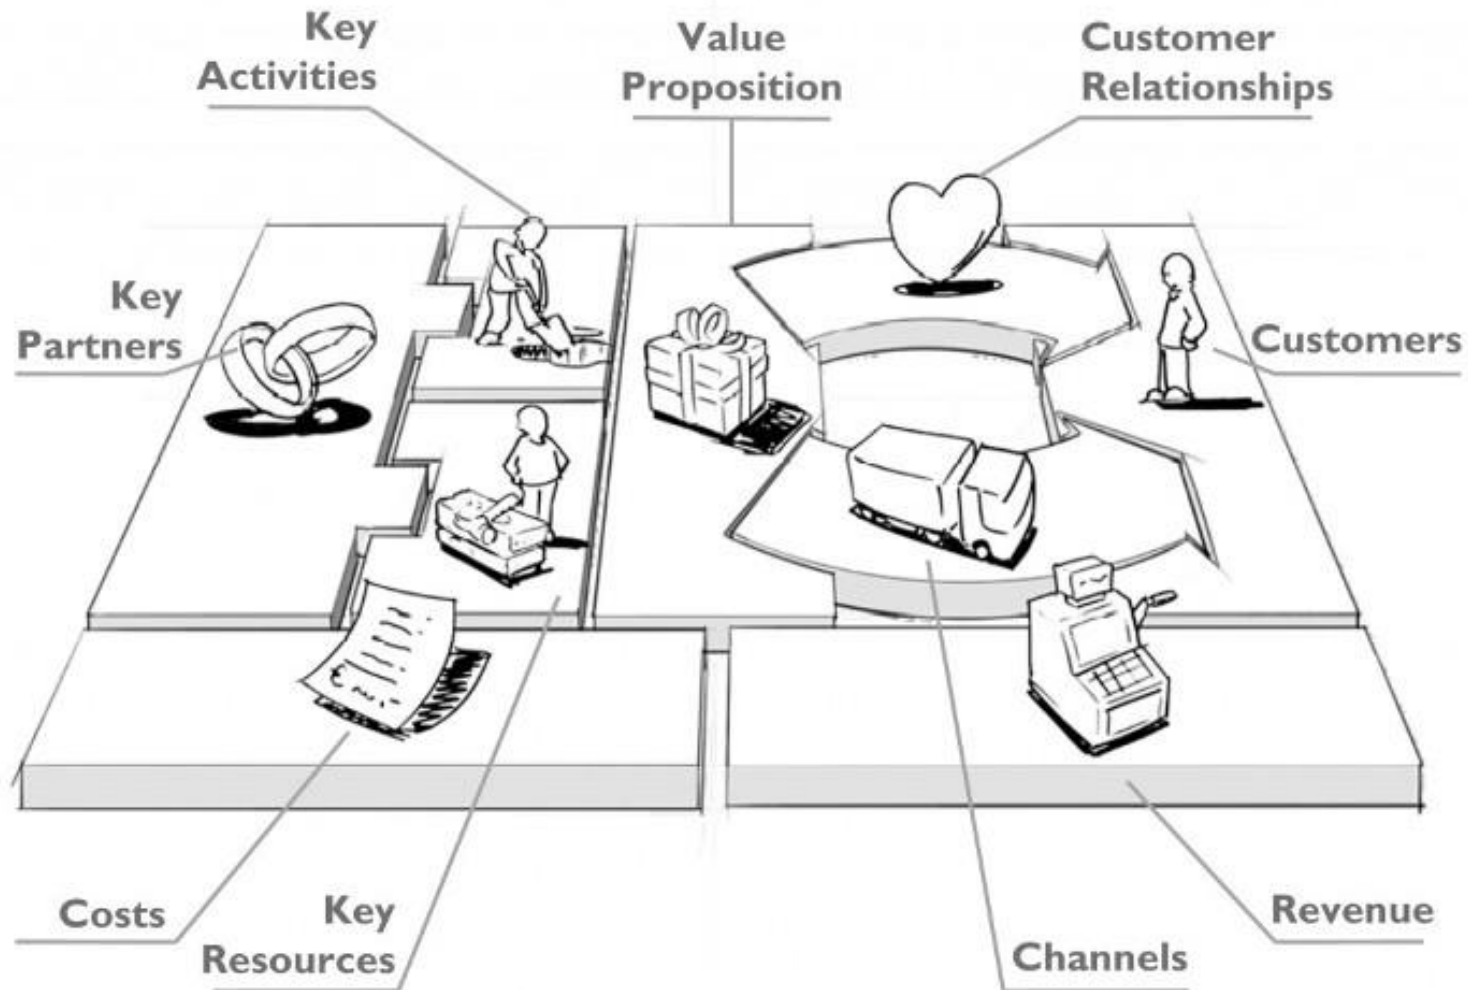 Key
Activities
Value
Proposition
Customer
Relationships
Key
Partners
Customers
Costs
Key
Resources
Channels
Revenue